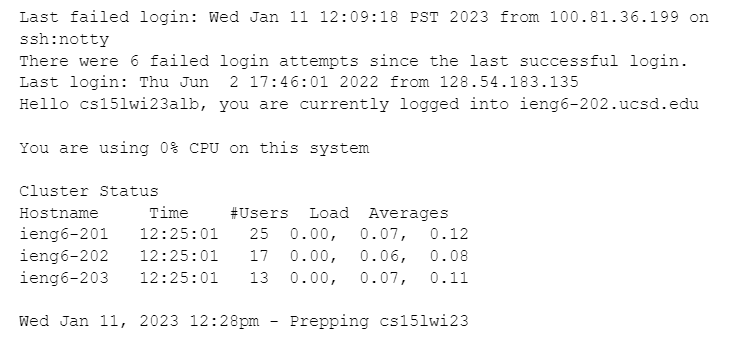 Last failed login: Wed Jan 11 12:09:18 PST 2023 from 100.81.36.199 on
ssh:notty
There were 6 failed login attempts since the last successful login.
Last login: Thu Jun  2 17:46:01 2022 from 128.54.183.135
Hello cs15lwi23alb, you are currently logged into ieng6-202.ucsd.edu

You are using 0% CPU on this system

Cluster Status
Hostname     Time    #Users  Load  Averages
ieng6-201   12:25:01   25  0.00,  0.07,  0.12
ieng6-202   12:25:01   17  0.00,  0.06,  0.08
ieng6-203   12:25:01   13  0.00,  0.07,  0.11

Wed Jan 11, 2023 12:28pm - Prepping cs15lwi23